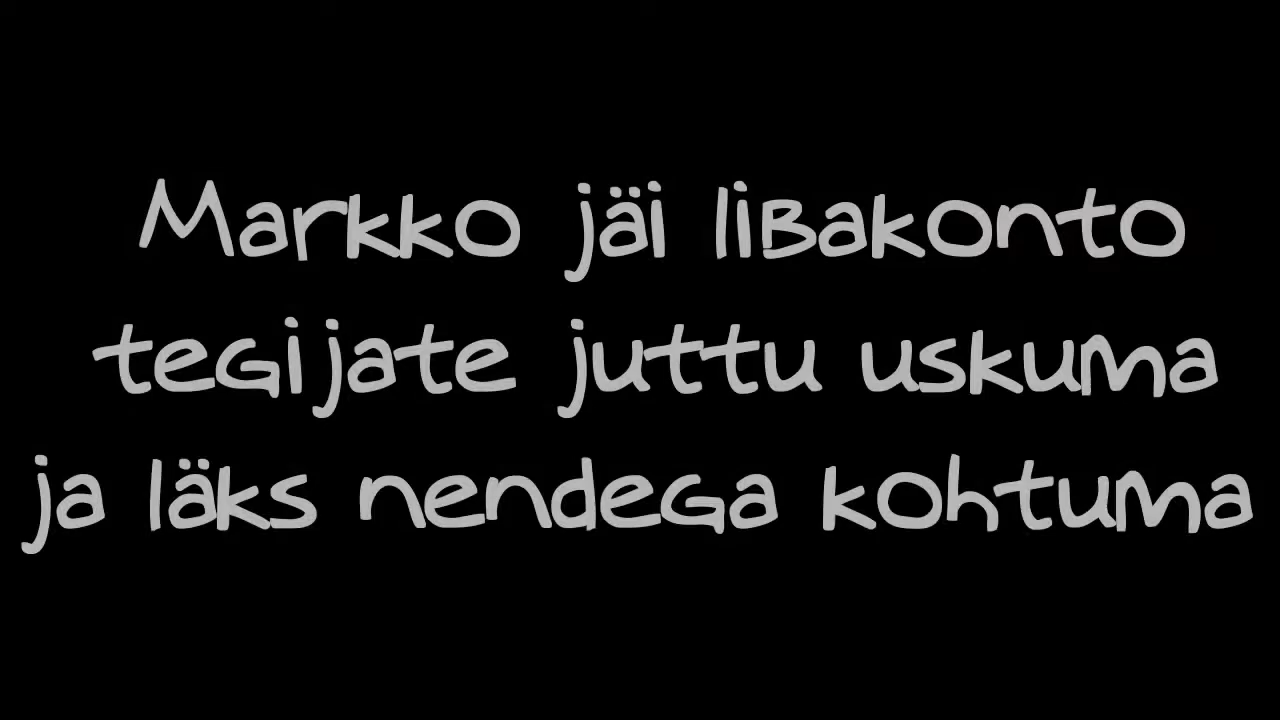 Markko jäi libakonto
tegijate juttu uskuma
ja läks nendega kohtuma